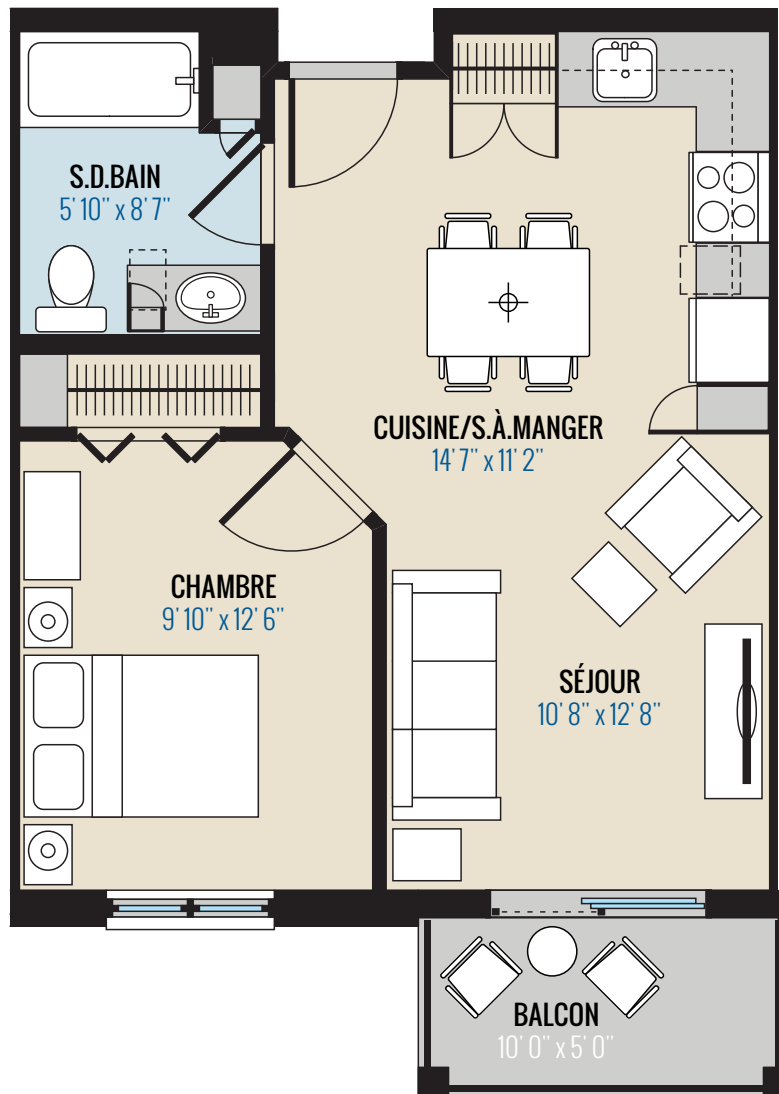 S.D.BAIN
5' 10" x 8' 7"
CUISINE/S.À.MANGER
14' 7" x 11' 2"
CHAMBRE
9' 10" x 12' 6"
SÉJOUR
10' 8" x 12' 8"
BALCON
10' 0" x 5' 0"